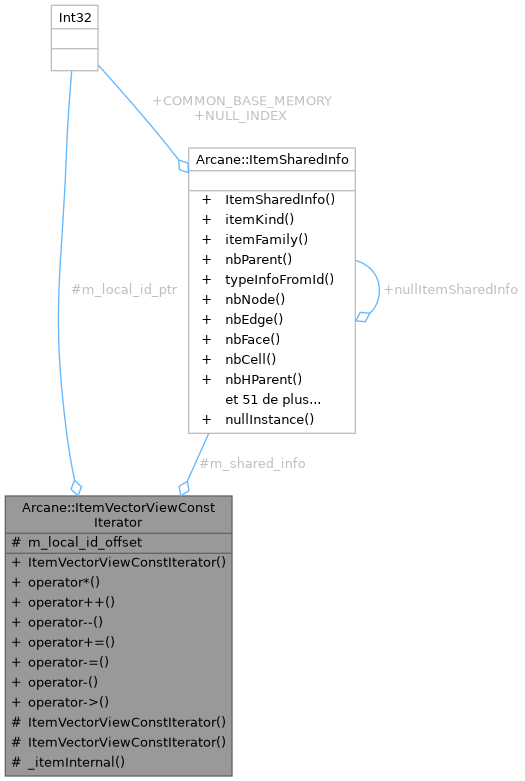 Int32
+COMMON_BASE_MEMORY
+NULL_INDEX
Arcane::ItemSharedInfo
+ ItemSharedInfo()
+ itemKind()
+ itemFamily()
+ nbParent()
+ typeInfoFromId()
+ nbNode()
+ nbEdge()
+ nbFace()
+ nbCell()
+ nbHParent()
et 51 de plus...
+ nullInstance()
#m_local_id_ptr
+nullItemSharedInfo
#m_shared_info
Arcane::ItemVectorViewConst
Iterator
# m_local_id_offset
+ ItemVectorViewConstIterator()
+ operator*()
+ operator++()
+ operator--()
+ operator+=()
+ operator-=()
+ operator-()
+ operator->()
# ItemVectorViewConstIterator()
# ItemVectorViewConstIterator()
# _itemInternal()